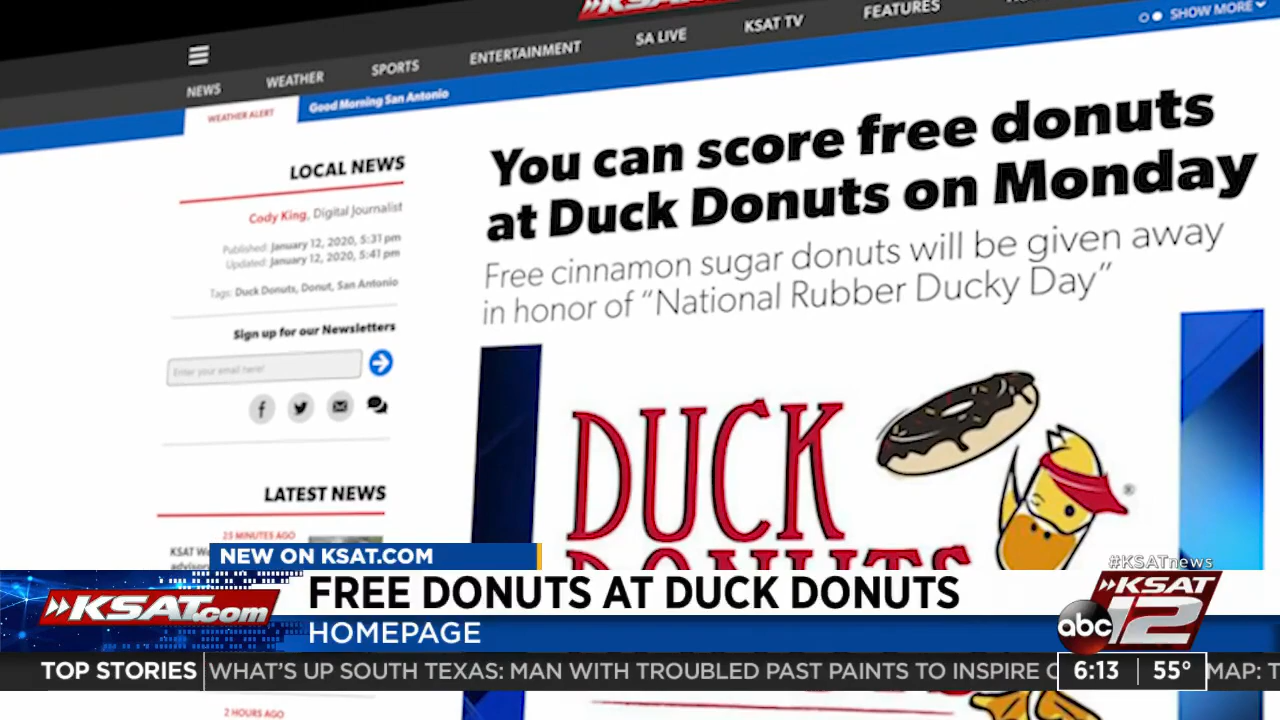 KSAT
NEWS
WEATHER
SPORTS
ENTERTAINMENT
SA LIVE
KSAT TV
FEATURES
SHOW MORE
WEATHER ALERT
Good Morning San Antonio
LOCAL NEWS
Cody King, Digital Journalist
Published: January 12, 2020, 5:31 pm
Updated: January 12, 2020, 5:41 pm
Tags: Duck Donuts, Donut, San Antonio
Sign up for our Newsletters
Enter your email here!
LATEST NEWS
25 MINUTES AGO
KSAT
You can score free donuts
at Duck Donuts on Monday
Free cinnamon sugar donuts will be given away
in honor of “National Rubber Ducky Day”
DUCK
DONUTS
®
NEW ON KSAT.COM
FREE DONUTS AT DUCK DONUTS
HOMEPAGE
KSAT.com
#KSATnews
KSAT
12
abc
TOP STORIES
WHAT'S UP SOUTH TEXAS: MAN WITH TROUBLED PAST PAINTS TO INSPIRE
6:13
55°
MAP:
2 HOURS AGO